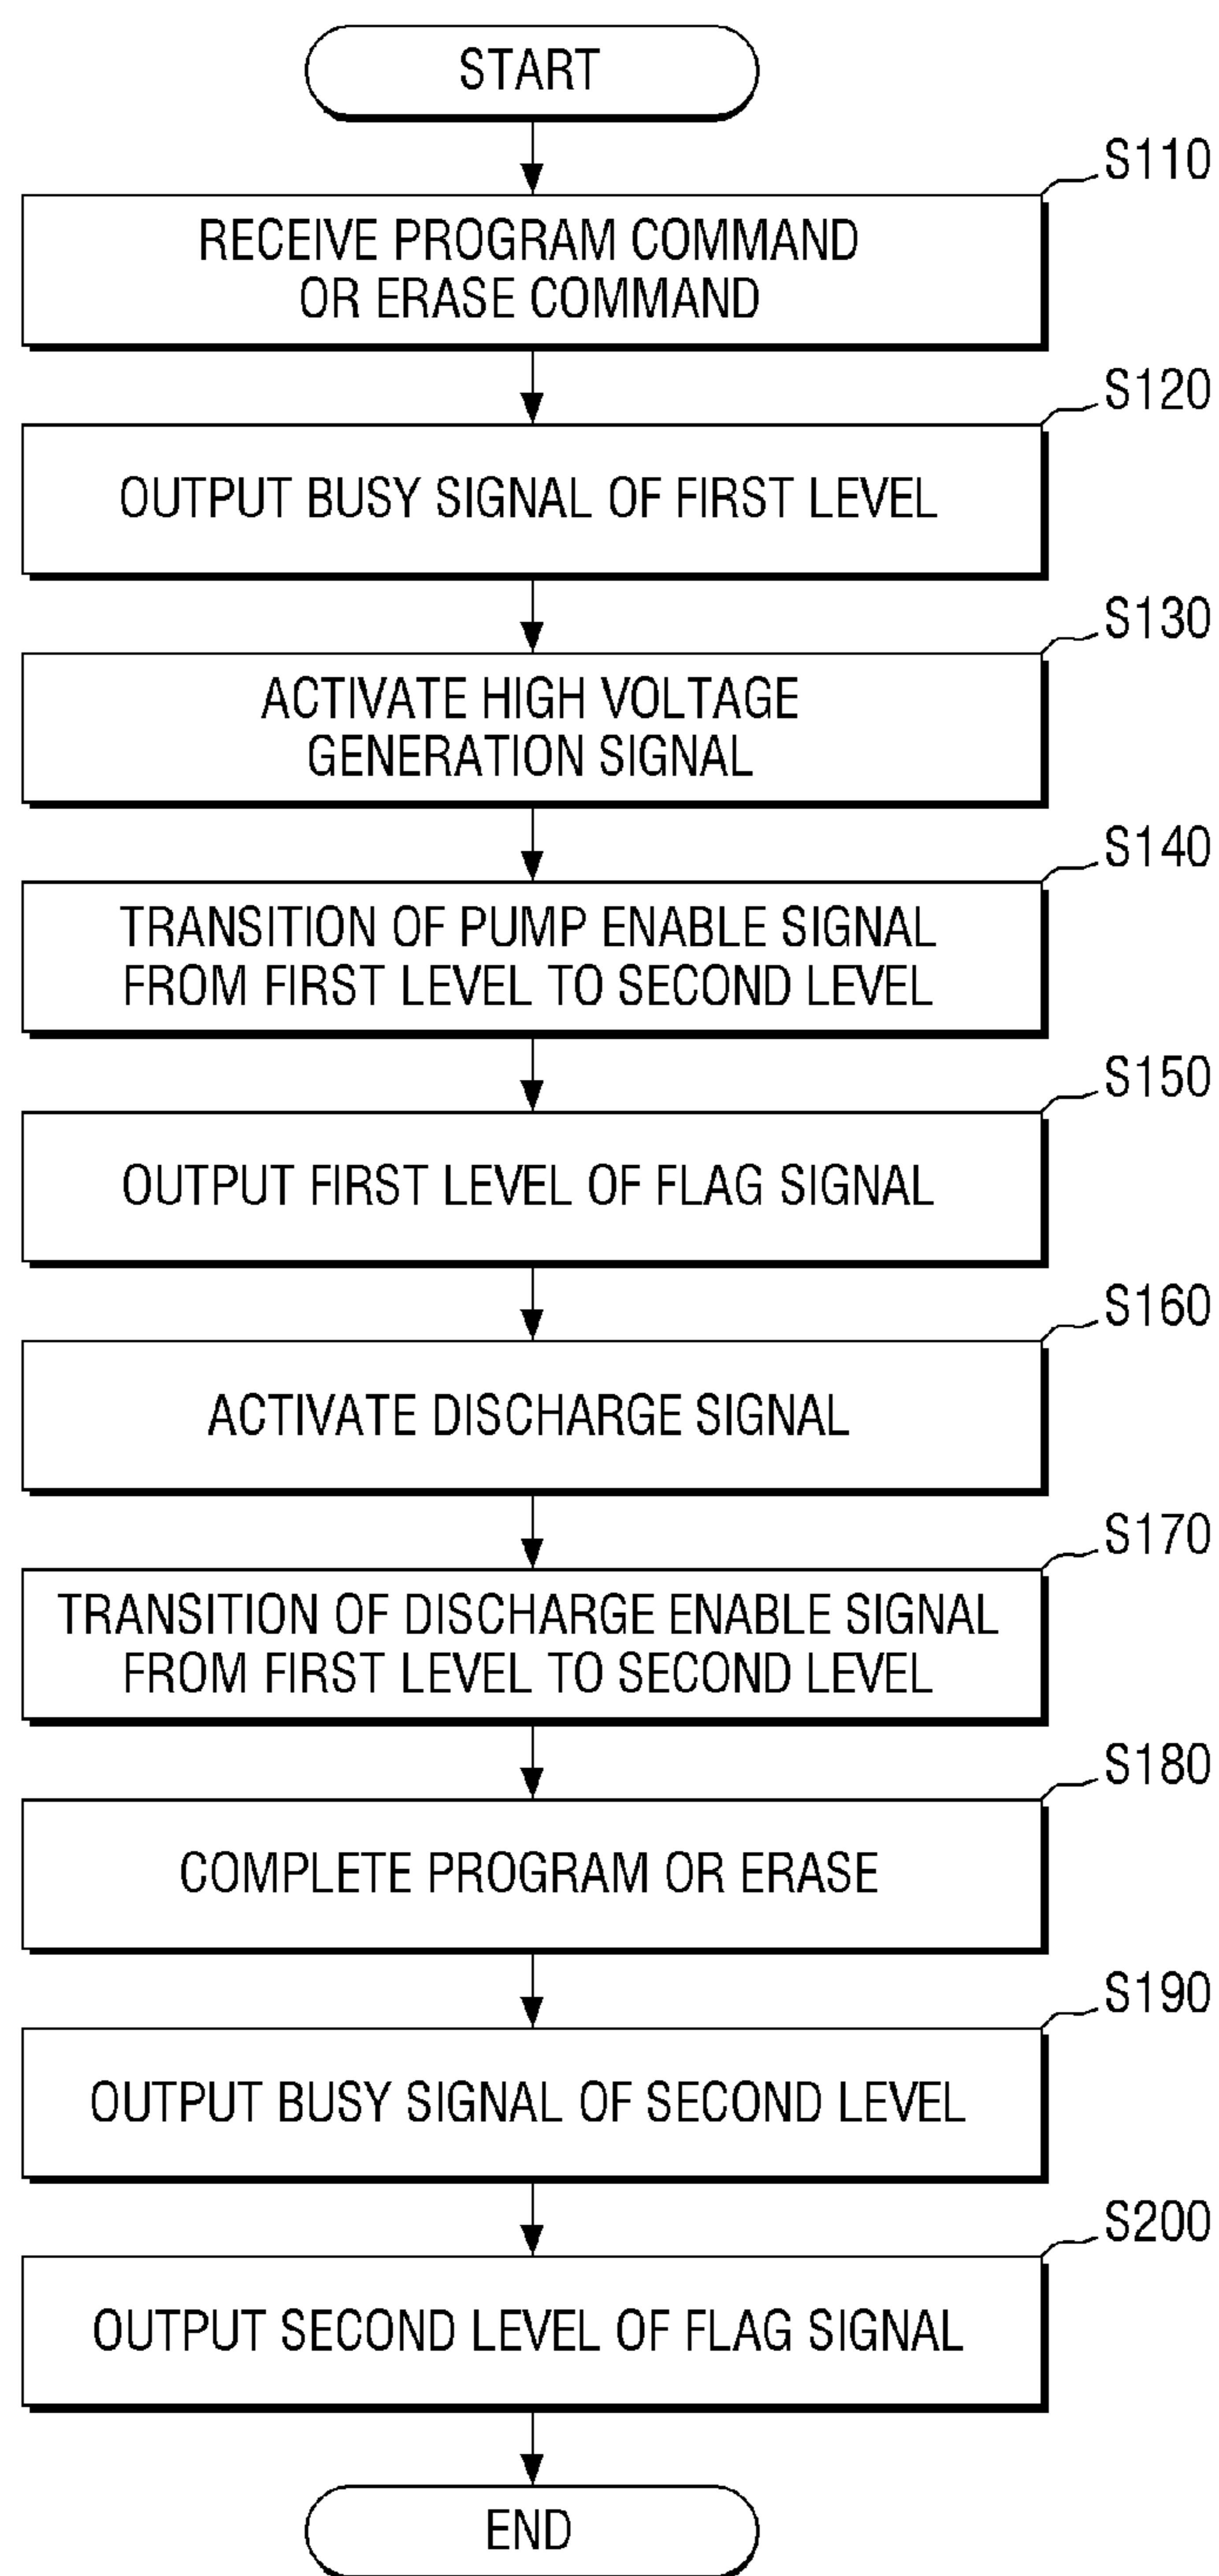 START
S110
RECEIVE PROGRAM COMMAND
OR ERASE COMMAND
S120
OUTPUT BUSY SIGNAL OF FIRST LEVEL
S130
ACTIVATE HIGH VOLTAGE
GENERATION SIGNAL
S140
TRANSITION OF PUMP ENABLE SIGNAL
FROM FIRST LEVEL TO SECOND LEVEL
S150
OUTPUT FIRST LEVEL OF FLAG SIGNAL
S160
ACTIVATE DISCHARGE SIGNAL
S170
TRANSITION OF DISCHARGE ENABLE SIGNAL
FROM FIRST LEVEL TO SECOND LEVEL
S180
COMPLETE PROGRAM OR ERASE
S190
OUTPUT BUSY SIGNAL OF SECOND LEVEL
S200
OUTPUT SECOND LEVEL OF FLAG SIGNAL
END